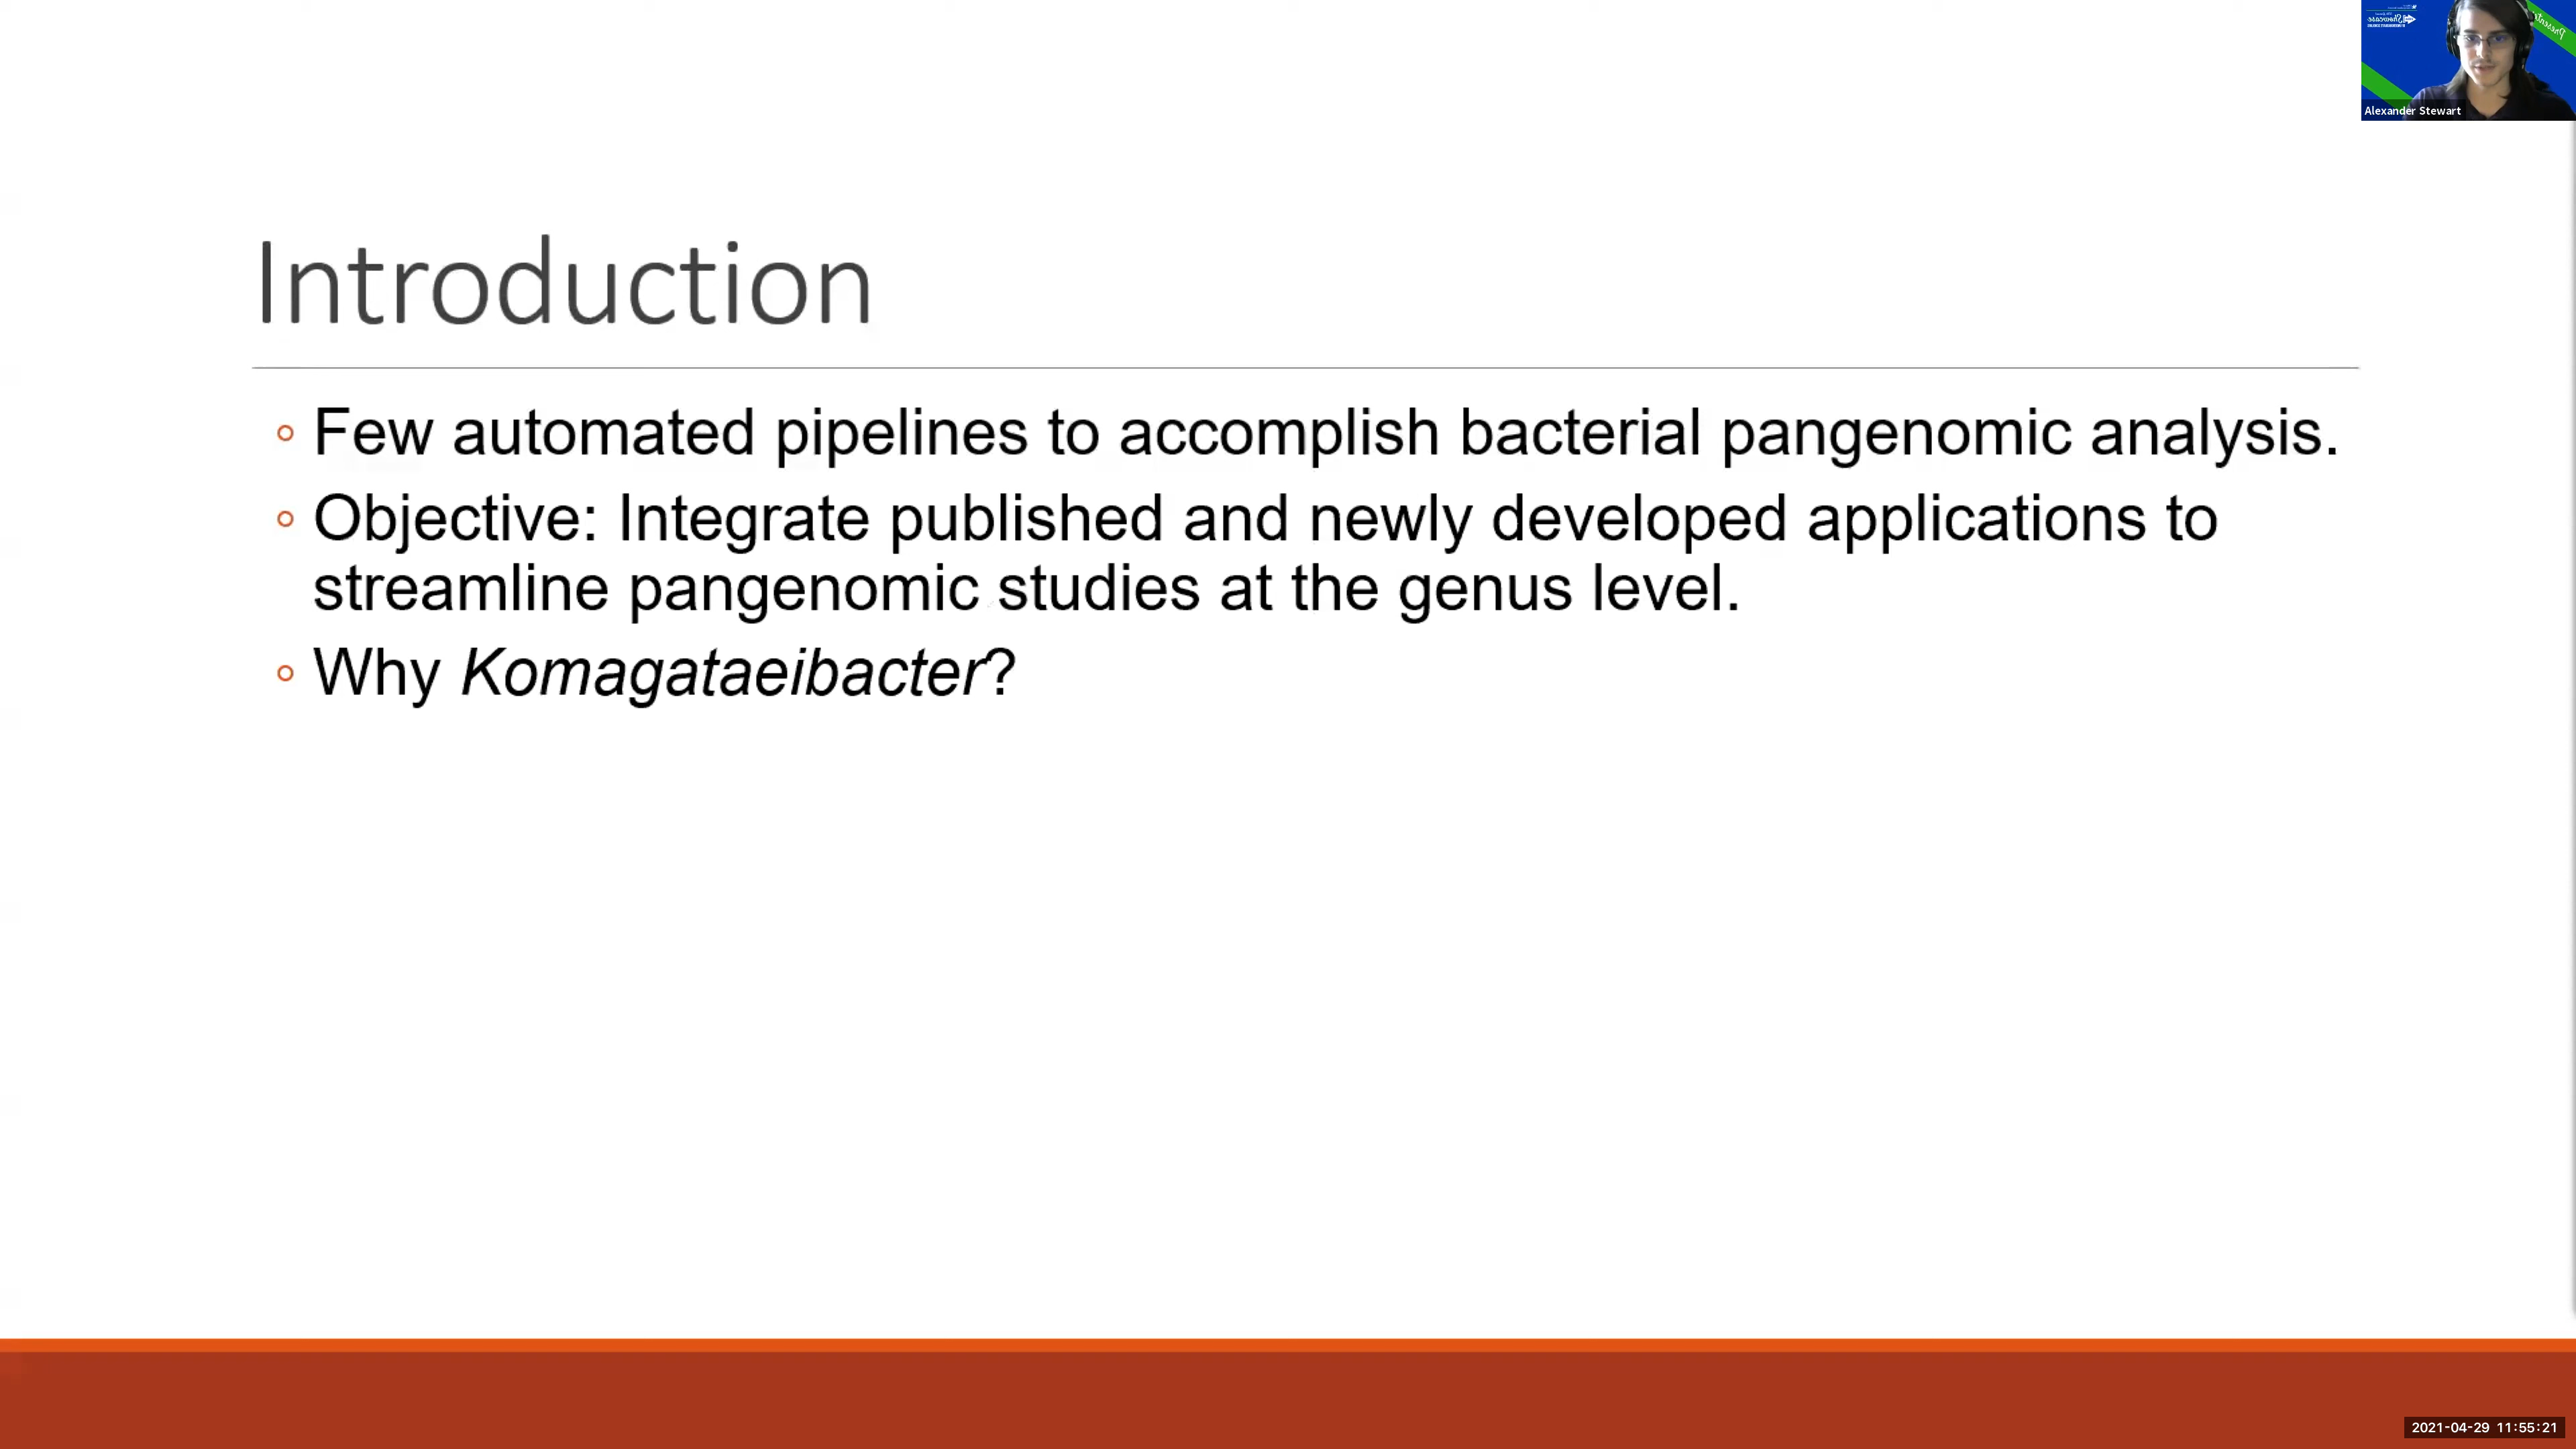 Alexander Stewart
Introduction
Few automated pipelines to accomplish bacterial pangenomic analysis.
Objective: Integrate published and newly developed applications to
streamline pangenomic studies at the genus level.
Why Komagataeibacter?
2021-04-29 11:55:21